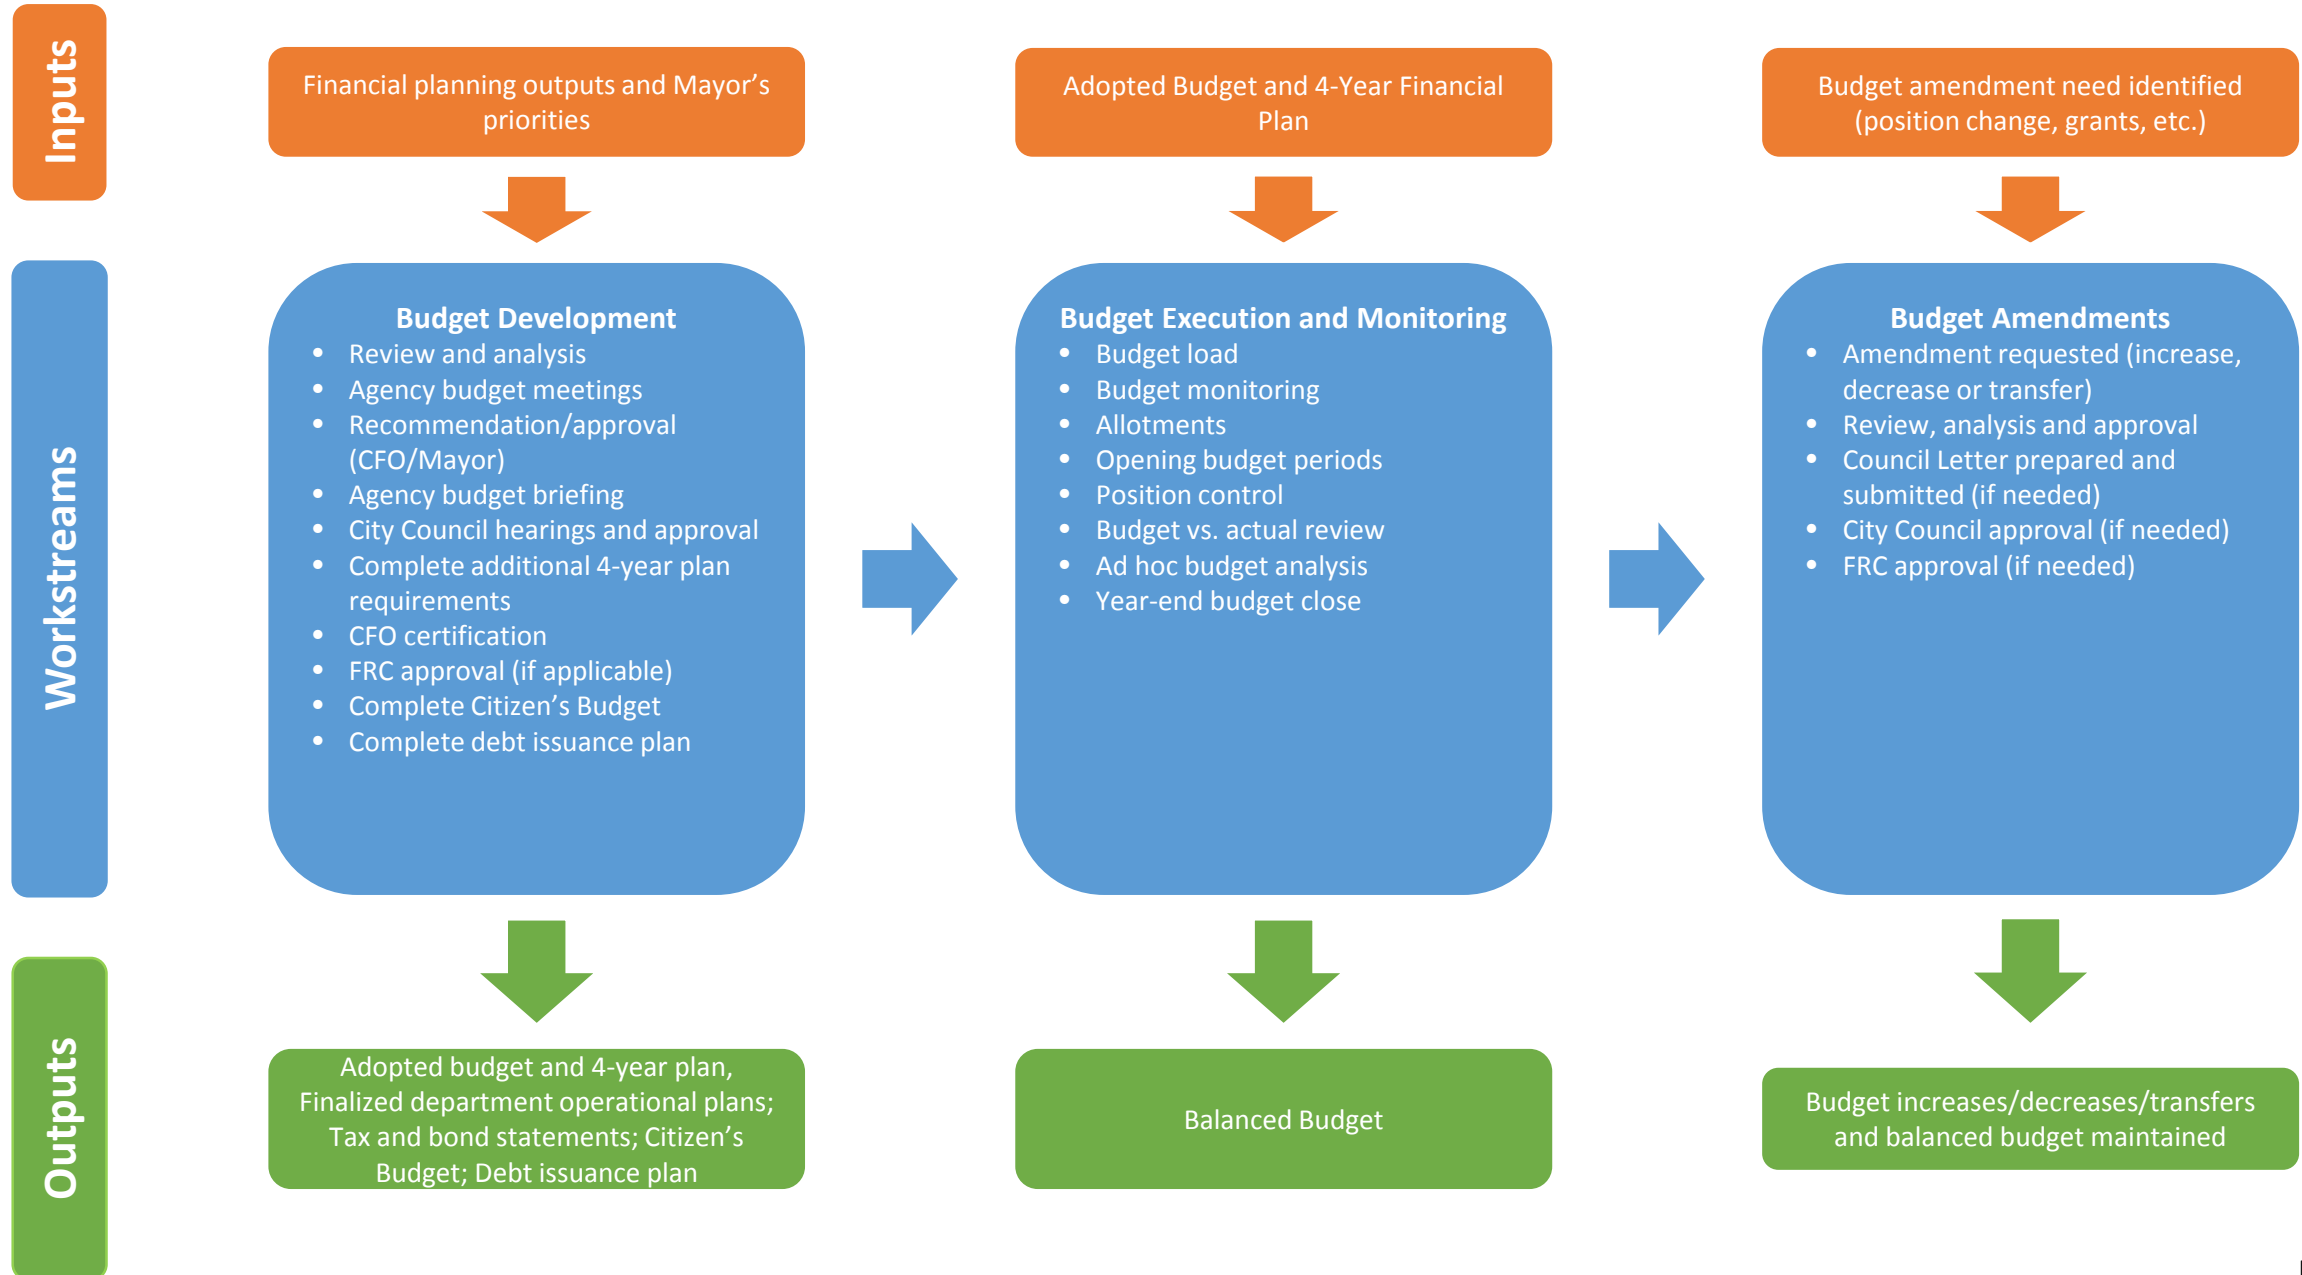 Inputs
Financial planning outputs and Mayor’s
priorities
Adopted Budget and 4-Year Financial
Plan
Budget amendment need identified
(position change, grants, etc.)
Workstreams
Budget Development
• Review and analysis
• Agency budget meetings
• Recommendation/approval
(CFO/Mayor)
• Agency budget briefing
• City Council hearings and approval
• Complete additional 4-year plan
requirements
• CFO certification
• FRC approval (if applicable)
• Complete Citizen’s Budget
• Complete debt issuance plan
Budget Execution and Monitoring
• Budget load
• Budget monitoring
• Allotments
• Opening budget periods
• Position control
• Budget vs. actual review
• Ad hoc budget analysis
• Year-end budget close
Budget Amendments
• Amendment requested (increase,
decrease or transfer)
• Review, analysis and approval
• Council Letter prepared and
submitted (if needed)
• City Council approval (if needed)
• FRC approval (if needed)
Outputs
Adopted budget and 4-year plan,
Finalized department operational plans;
Tax and bond statements; Citizen’s
Budget; Debt issuance plan
Balanced Budget
Budget increases/decreases/transfers
and balanced budget maintained